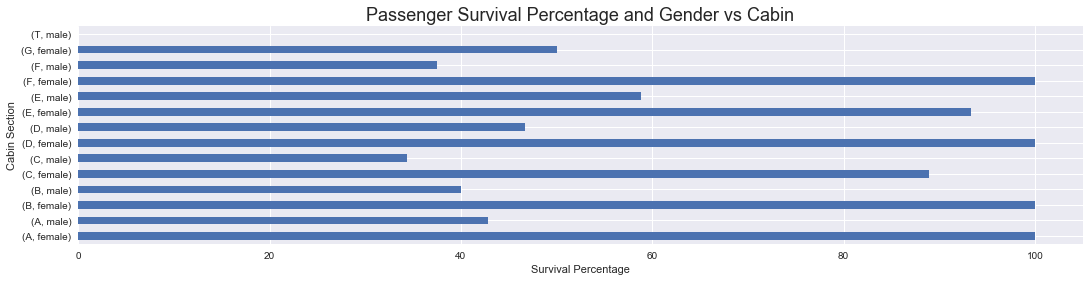 Passenger Survival Percentage and Gender vs Cabin
Cabin Section
(T, male)
(G, female)
(F, male)
(F, female)
(E, male)
(E, female)
(D, male)
(D, female)
(C, male)
(C, female)
(B, male)
(B, female)
(A, male)
(A, female)
0 20 40 60 80 100
Survival Percentage